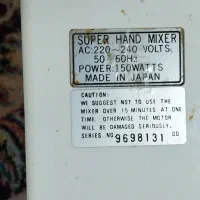 SUPER HAND MIXER
AC:220~240 VOLTS
50~60Hz
POWER:150WATTS
MADE IN JAPAN
CAUTION:
WE SUGGEST NOT TO USE THE
MIXER OVER 15 MINUTES AT ONE
TIME. OTHERWISE THE MOTOR
WILL BE DAMAGED SERIOUSLY.
SERIES NO. 9698131 00